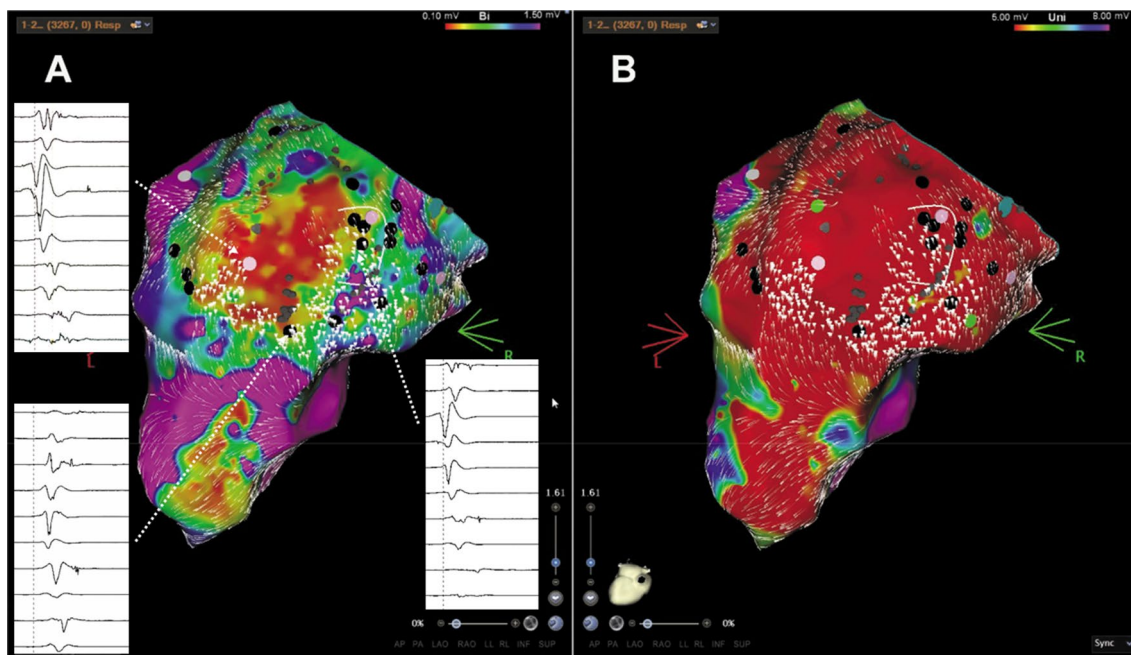 1-2... (3267, 0) Resp
0.10 mV Bi 1.50 mV
A
L
R
1.61
0%
AP PA LAO RAO LL RL INF SUP
1-2... (3267, 0) Resp
5.00 mV Uni 8.00 mV
B
L
R
1.61
0%
AP PA LAO RAO LL RL INF SUP
Sync